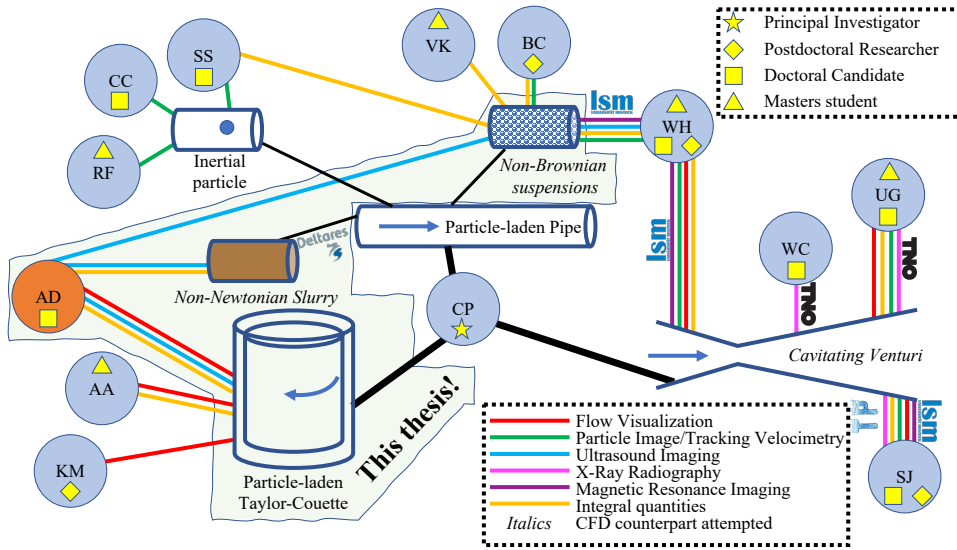 Principal Investigator
Postdoctoral Researcher
Doctoral Candidate
Masters student
SS
CC
RF
VK
BC
lsm
WH
Inertial
particle
Non-Brownian
suspensions
UG
TNO
lsm
WC
TNO
Particle-laden Pipe
Deltares
Non-Newtonian Slurry
AD
CP
Cavitating Venturi
AA
KM
This thesis!
Particle-laden
Taylor-Couette
lsm
SJ
Flow Visualization
Particle Image/Tracking Velocimetry
Ultrasound Imaging
X-Ray Radiography
Magnetic Resonance Imaging
Integral quantities
Italics CFD counterpart attempted